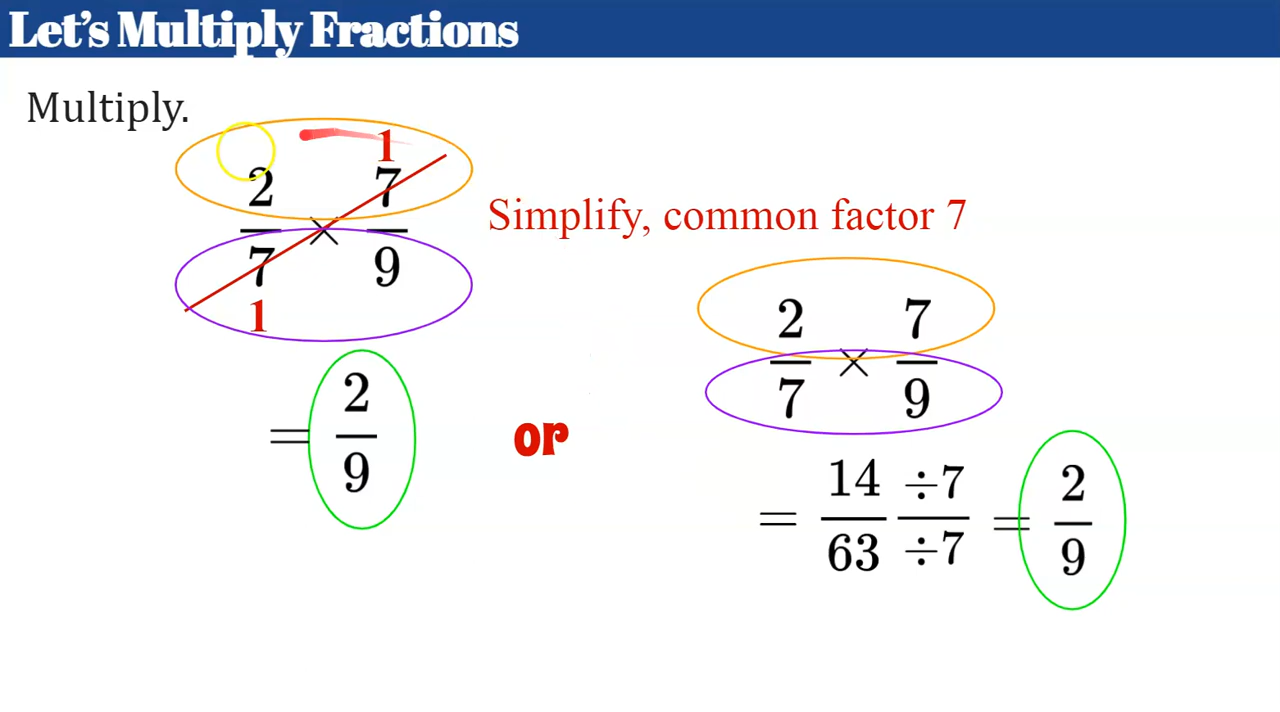 Let's Multiply Fractions
Multiply.
1
2/7 × 7/9
1
Simplify, common factor 7
= 2/9
or
2/7 × 7/9
= 14/63 ÷7/÷7 = 2/9